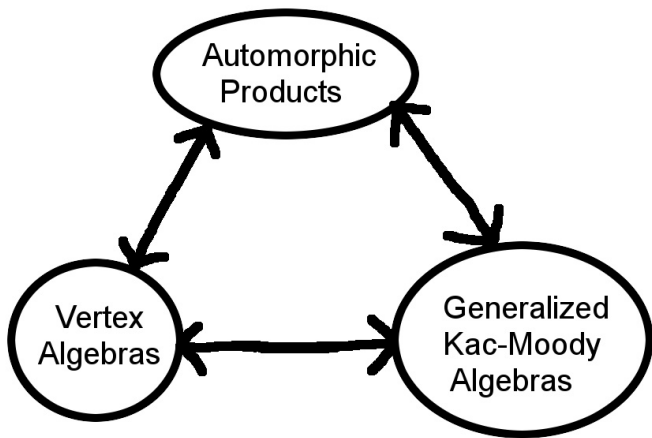 Automorphic
Products
Vertex
Algebras
Generalized
Kac-Moody
Algebras